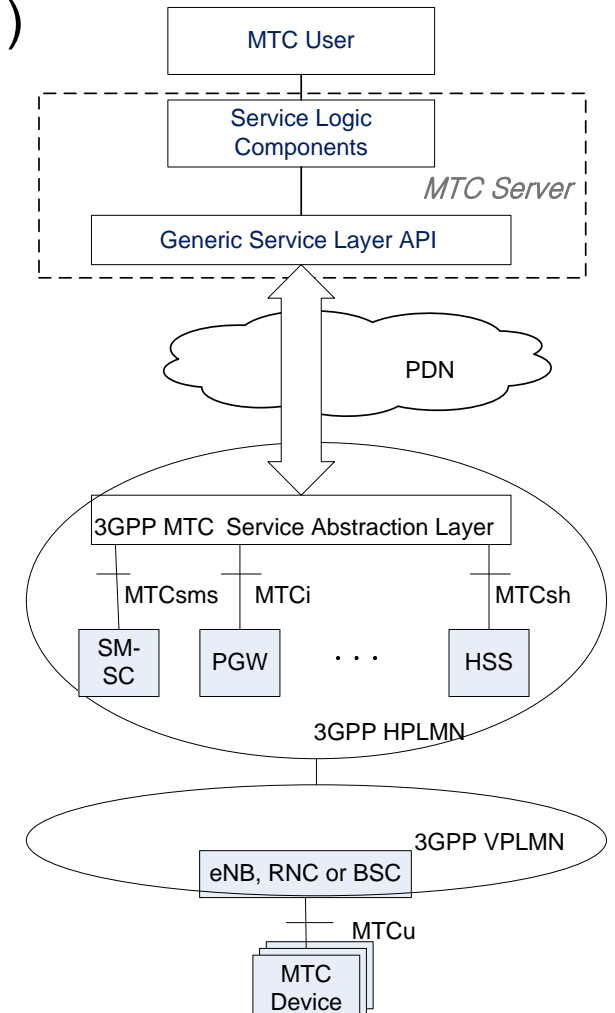 )
MTC User
Service Logic
Components
MTC Server
Generic Service Layer API
PDN
3GPP MTC Service Abstraction Layer
MTCsms
MTCi
MTCsh
SM-
SC
PGW
. . .
HSS
3GPP HPLMN
3GPP VPLMN
eNB, RNC or BSC
MTCu
MTC
Device